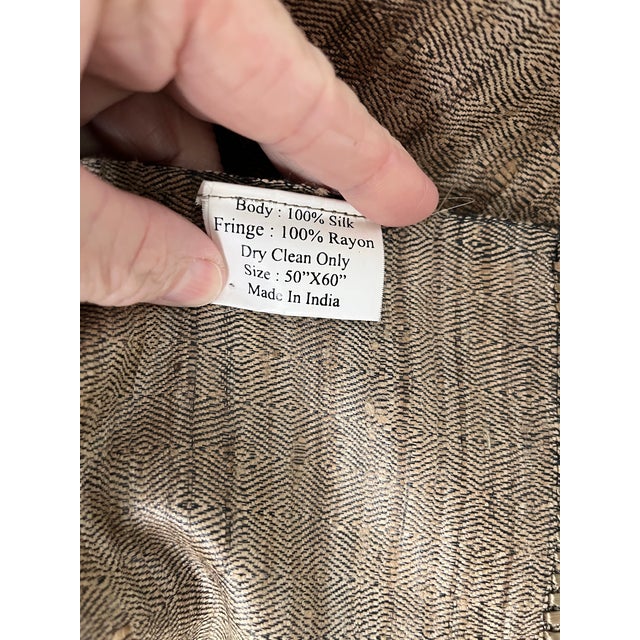 Body : 100% Silk
Fringe : 100% Rayon
Dry Clean Only
Size : 50”X60”
Made In India